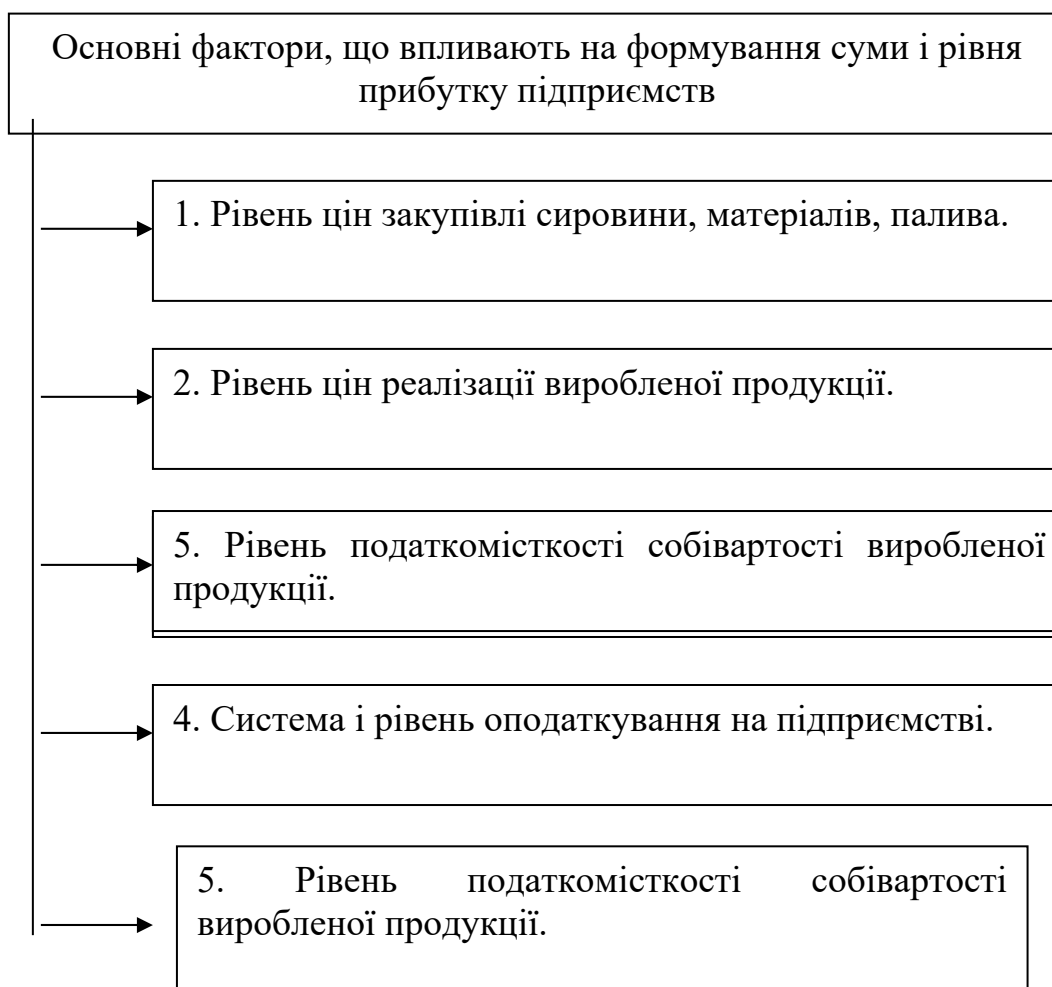 Основні фактори, що впливають на формування суми і рівня
прибутку підприємств
1. Рівень цін закупівлі сировини, матеріалів, палива.
2. Рівень цін реалізації виробленої продукції.
5. Рівень податкомісткості собівартості виробленої
продукції.
4. Система і рівень оподаткування на підприємстві.
5. Рівень податкомісткості собівартості
виробленої продукції.